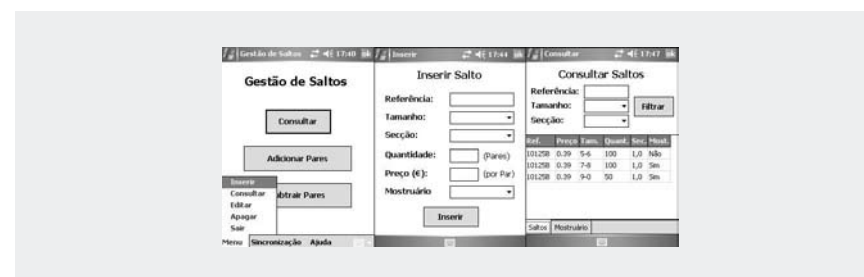 Gestão de Saltos 17:40 ok
Gestão de Saltos
Consultar
Adicionar Pares
Subtrair Pares
Inserir
Consultar
Editar
Apagar
Sair
Menu Sincronização Ajuda
Inserir 17:44 ok
Inserir Salto
Referência:
Tamanho:
Secção:
Quantidade: (Pares)
Preço (€): (por Par)
Mostruário
Inserir
Consultar 17:47 ok
Consultar Saltos
Referência:
Tamanho:
Secção:
Filtrar
Ref. Preço Tam. Quant. Sec. Most.
10125B 0.39 5-6 100 1,0 Não
10125B 0.39 7-8 100 1,0 Sim
10125B 0.39 9-0 50 1,0 Sim
Saltos Mostruário